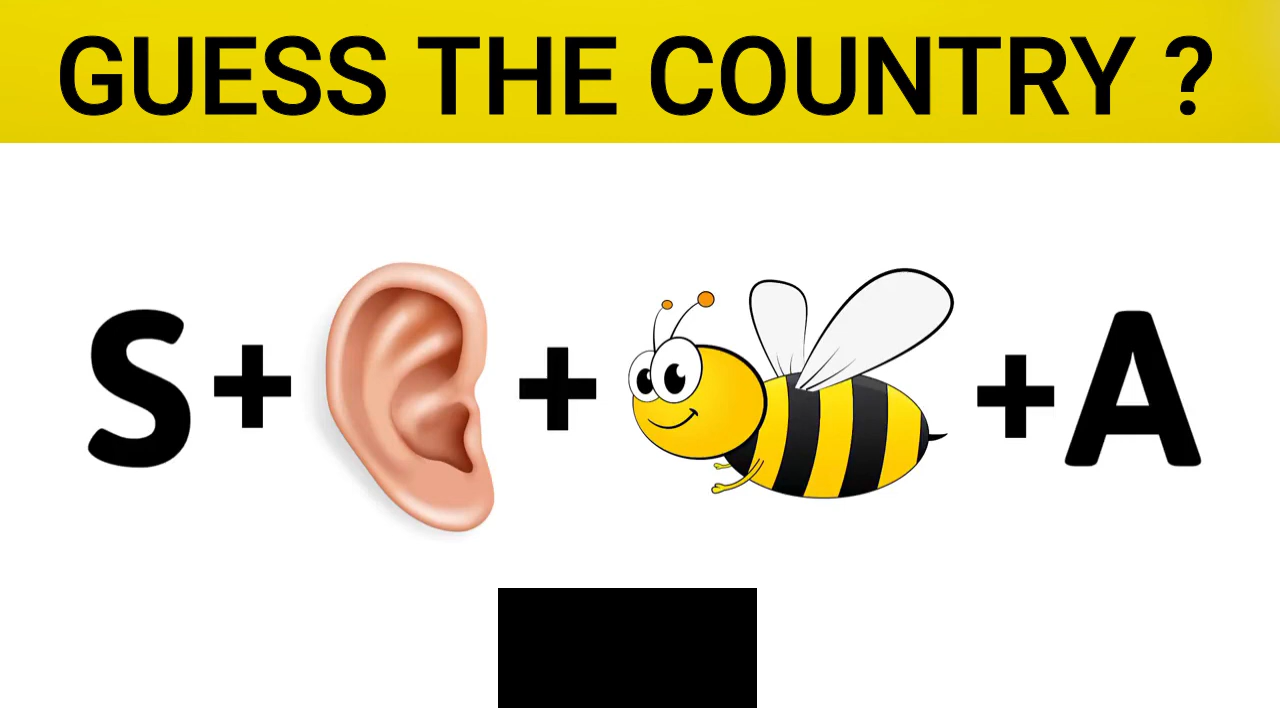 GUESS THE COUNTRY ?
S+ + +A